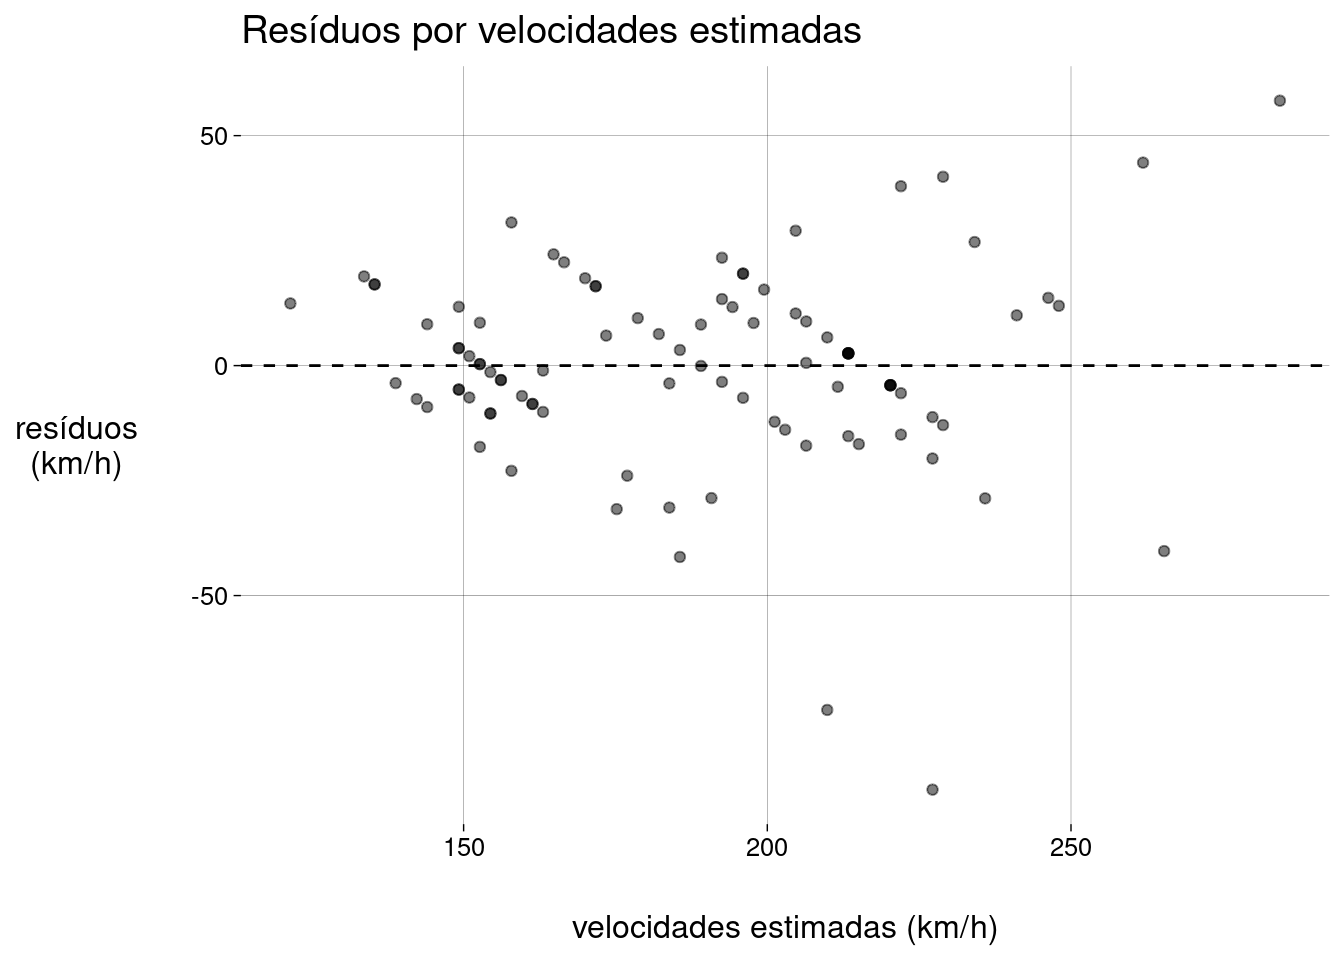 Resíduos por velocidades estimadas
50
0
-50
resíduos
(km/h)
150
200
250
velocidades estimadas (km/h)